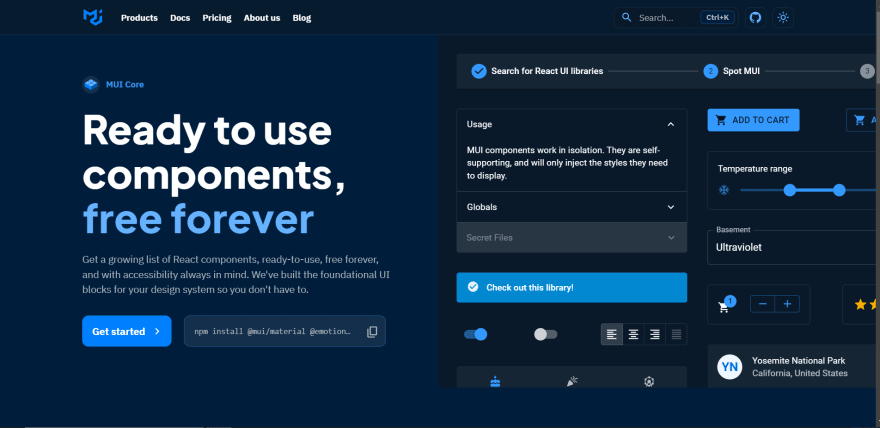 Products Docs Pricing About us Blog
Search... Ctrl+K
MUI Core
Ready to use
components,
free forever
Get a growing list of React components, ready-to-use, free forever,
and with accessibility always in mind. We've built the foundational UI
blocks for your design system so you don't have to.
Get started
npm install @mui/material @emotion…
Search for React UI libraries
2 Spot MUI
3
Usage
MUI components work in isolation. They are self-
supporting, and will only inject the styles they need
to display.
Globals
Secret Files
Check out this library!
ADD TO CART
A
Temperature range
Basement
Ultraviolet
1
YN
Yosemite National Park
California, United States